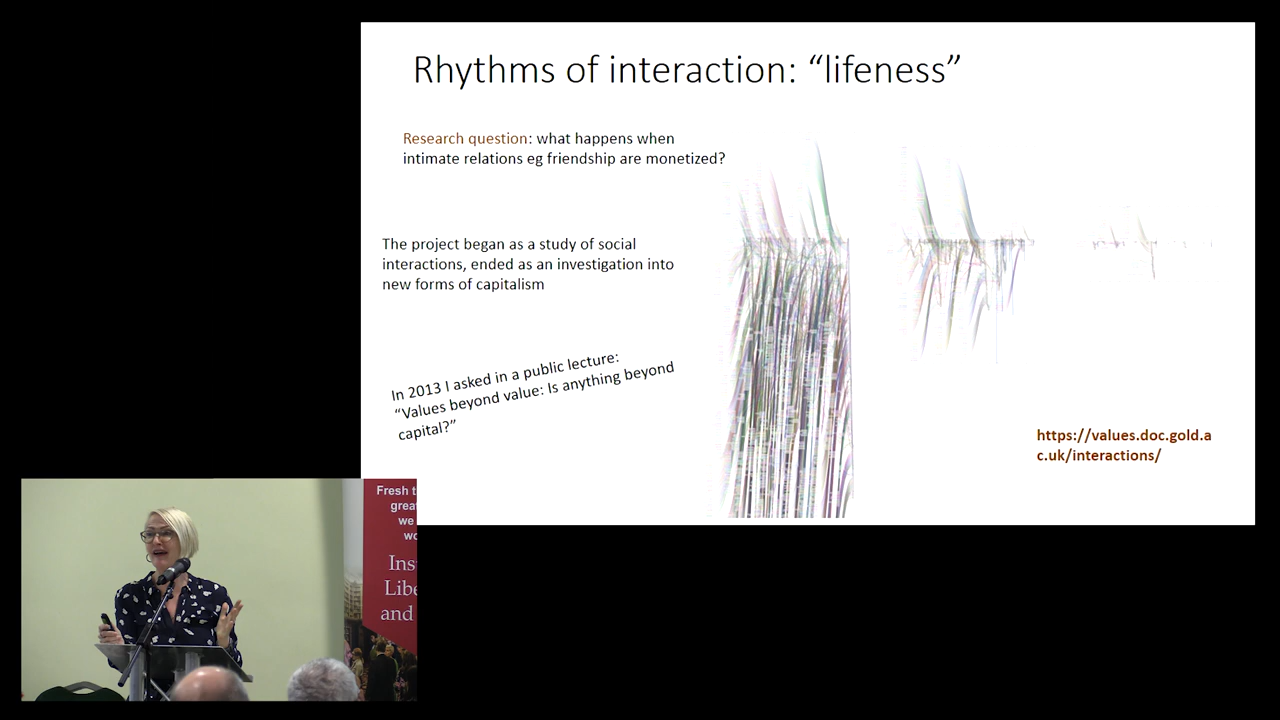 Rhythms of interaction: “lifeness”
Research question: what happens when
intimate relations eg friendship are monetized?
The project began as a study of social
interactions, ended as an investigation into
new forms of capitalism
In 2013 I asked in a public lecture:
“Values beyond value: Is anything beyond
capital?”
https://values.doc.gold.a
c.uk/interactions/
Fresh t
grea
we
wo
Ins
Libe
and